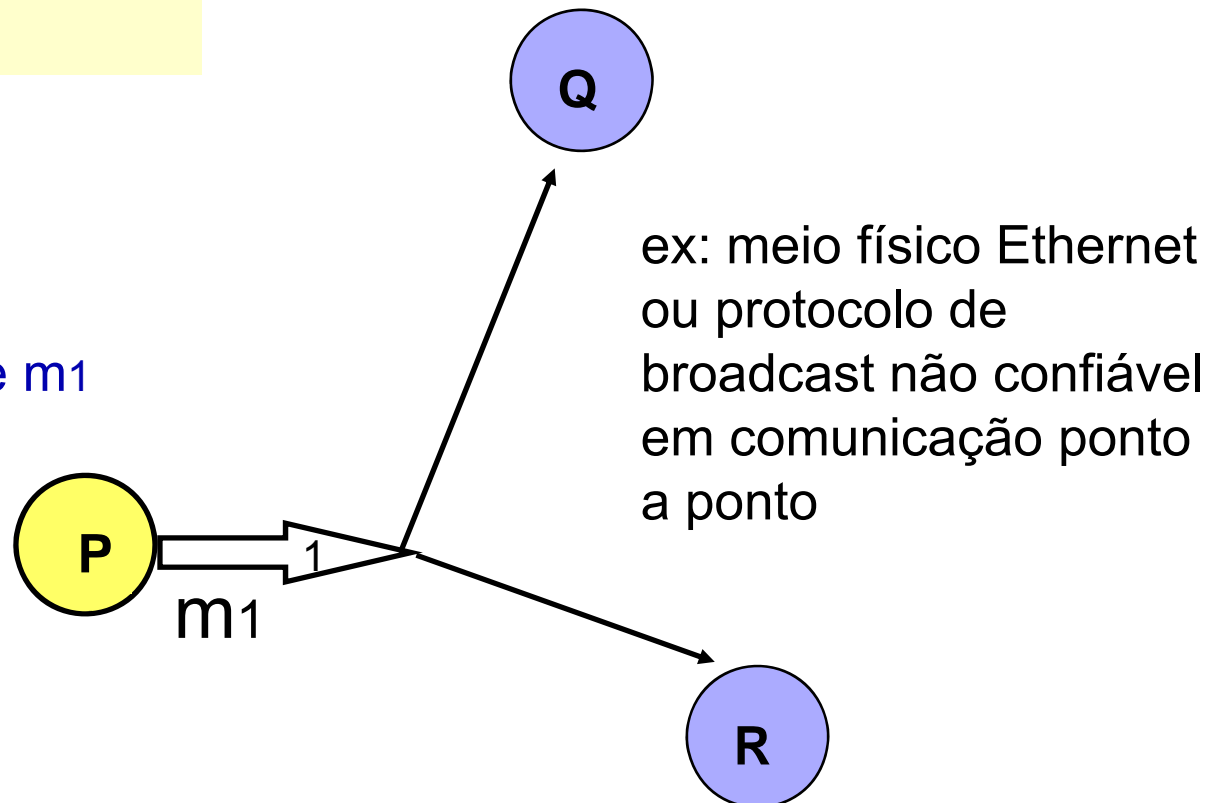 Q
ex: meio físico Ethernet
ou protocolo de
broadcast não confiável
em comunicação ponto
a ponto
e m1
P
1
m1
R